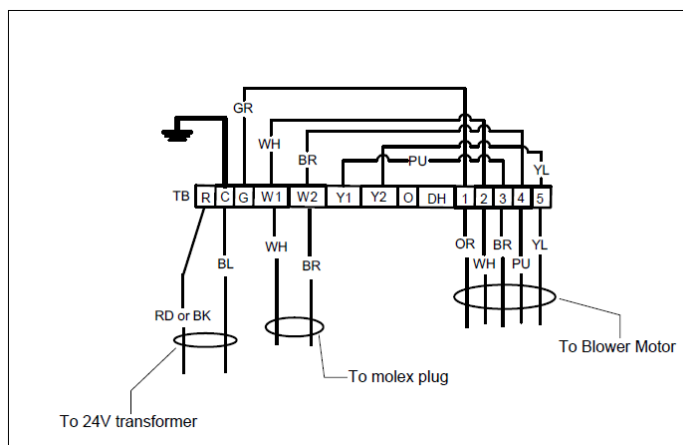 GR
WH
BR
PU
YL
TB R C G W1 W2 Y1 Y2 O DH 1 2 3 4 5
BL
WH
BR
OR
WH
BR
PU
YL
RD or BK
To Blower Motor
To molex plug
To 24V transformer